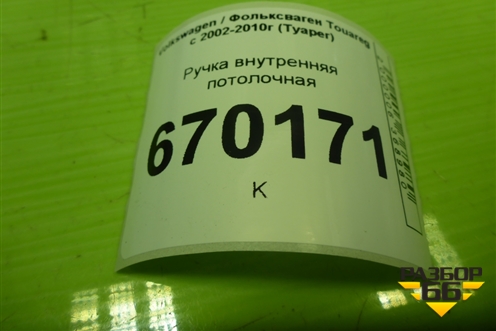 Volkswagen / Фольксваген Touareg
с 2002-2010г (Туарег)
Ручка внутренняя
потолочная
670171
К
РАЗБОР
66